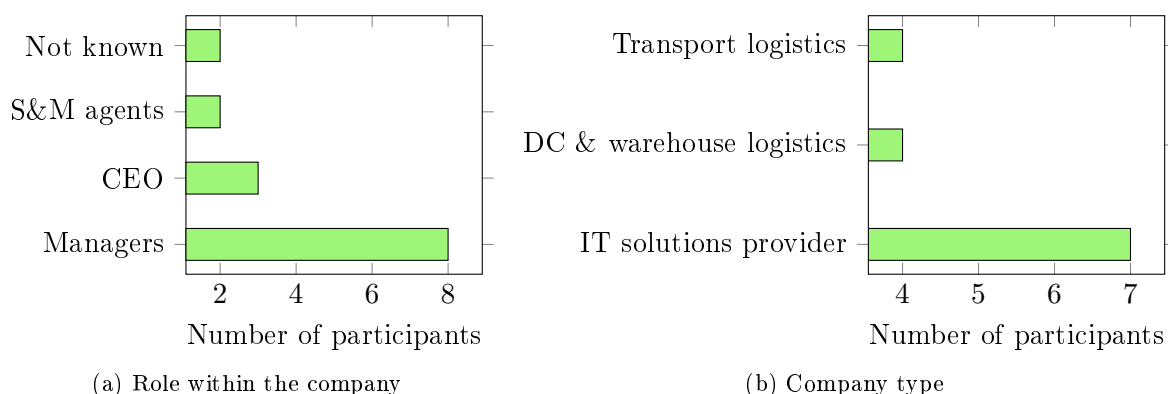 Not known
S&M agents
CEO
Managers
2 4 6 8
Number of participants
(a) Role within the company
Transport logistics
DC & warehouse logistics
IT solutions provider
4 5 6 7
Number of participants
(b) Company type